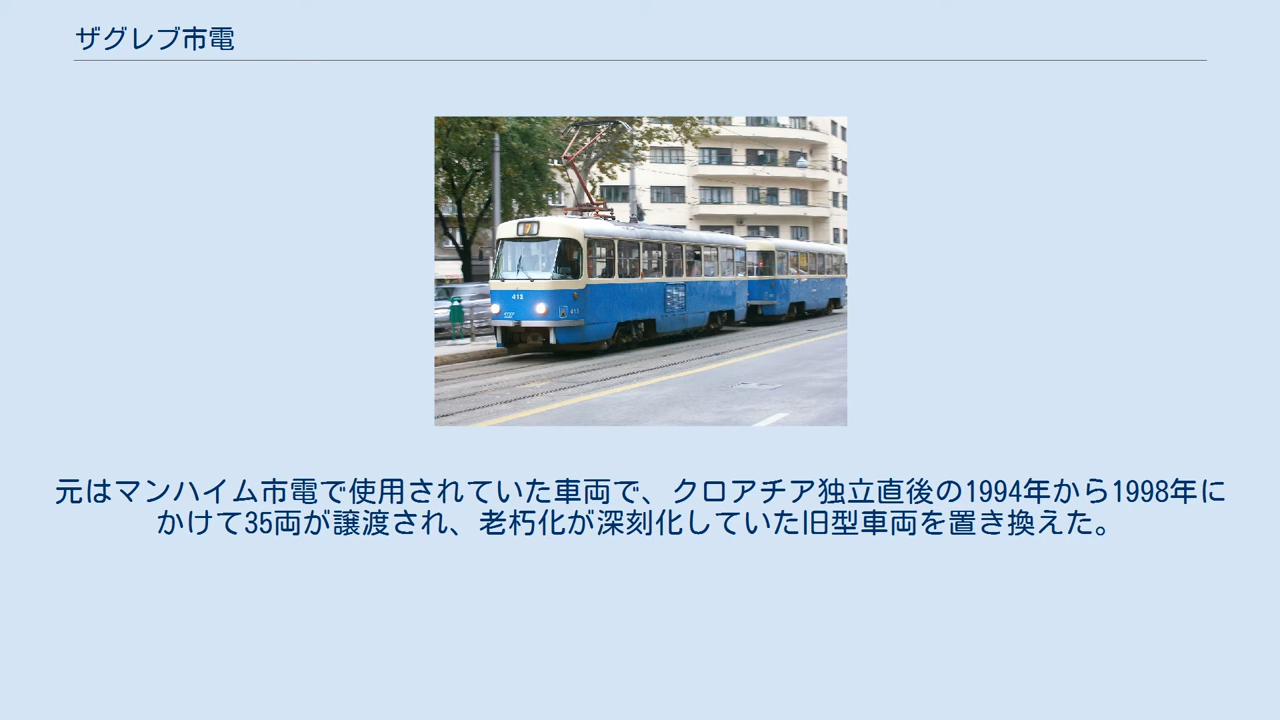 ザグレブ市電
7
413
413
元はマンハイム市電で使用されていた車両で、クロアチア独立直後の1994年から1998年に
かけて35両が譲渡され、老朽化が深刻化していた旧型車両を置き換えた。